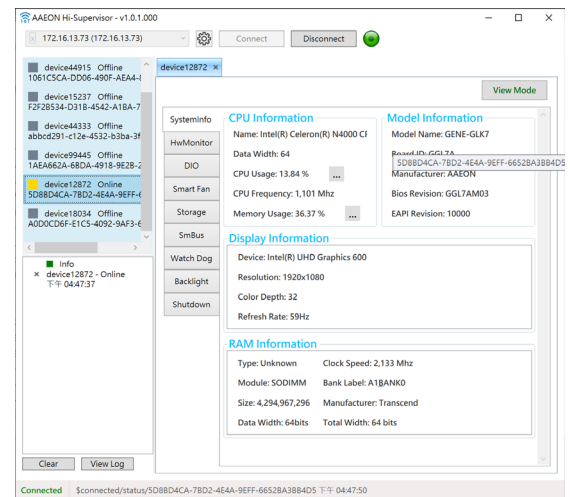 AAEON Hi-Supervisor - v1.0.1.000
172.16.13.73 (172.16.13.73)
Connect
Disconnect
device44915 Offline
1061C5CA-DD06-490F-AEA4-
device15237 Offline
F2F2B534-D31B-4542-A1BA-7
device44333 Offline
abbcd291-c12e-4532-b3ba-3f
device99445 Offline
1AEA662A-6BDA-4918-9E2B-2
device12872 Online
5D8BD4CA-7BD2-4E4A-9EFF-6
device18034 Offline
A0D0CD6F-E1C5-4092-9AF3-6
Info
device12872 - Online
下午 04:47:37
Clear
View Log
device12872 ×
View Mode
SystemInfo
HwMonitor
DIO
Smart Fan
Storage
SmBus
Watch Dog
Backlight
Shutdown
CPU Information
Name: Intel(R) Celeron(R) N4000 CF
Data Width: 64
CPU Usage: 13.84 % ...
CPU Frequency: 1,101 Mhz
Memory Usage: 36.37 % ...
Model Information
Model Name: GENE-GLK7
Board ID: GGL7A
5D8BD4CA-7BD2-4E4A-9EFF-6652BA3BB4D5
Manufacturer: AAEON
Bios Revision: GGL7AM03
EAPI Revision: 10000
Display Information
Device: Intel(R) UHD Graphics 600
Resolution: 1920x1080
Color Depth: 32
Refresh Rate: 59Hz
RAM Information
Type: Unknown Clock Speed: 2,133 Mhz
Module: SODIMM Bank Label: A1BANK0
Size: 4,294,967,296 Manufacturer: Transcend
Data Width: 64bits Total Width: 64 bits
Connected $connected/status/5D8BD4CA-7BD2-4E4A-9EFF-6652BA3BB4D5 下午 04:47:50